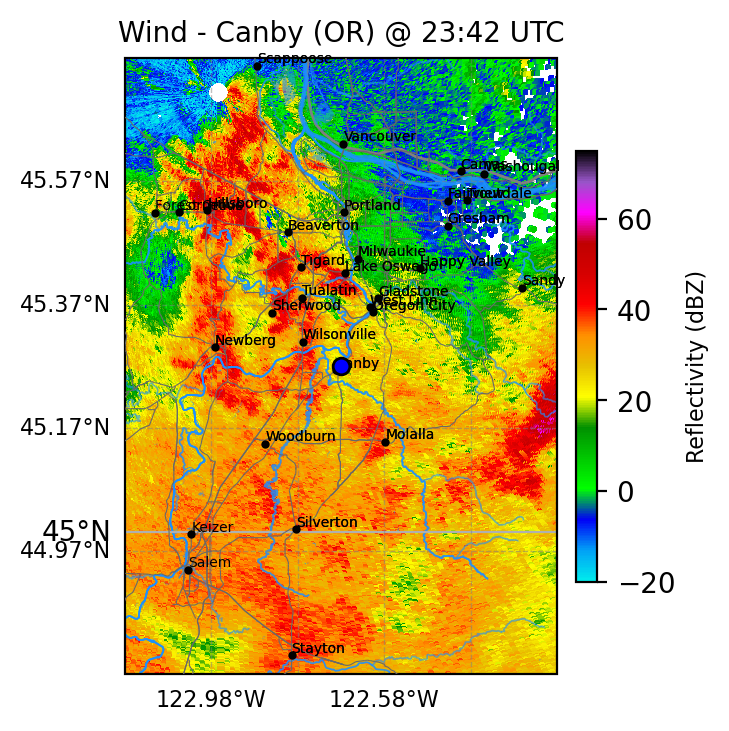 Wind - Canby (OR) @ 23:42 UTC
Scappoose
Vancouver
Camas
Washougal
45.57°N
Fairview
Troutdale
Forest Grove
Hillsboro
Portland
Gresham
Beaverton
Milwaukie
Tigard
Lake Oswego
Happy Valley
Sandy
Tualatin
Gladstone
West Linn
45.37°N
Sherwood
Oregon City
Newberg
Wilsonville
Canby
45.17°N
Woodburn
Molalla
45°N
Keizer
Silverton
44.97°N
Salem
Stayton
122.98°W
122.58°W
60
40
20
0
−20
Reflectivity (dBZ)